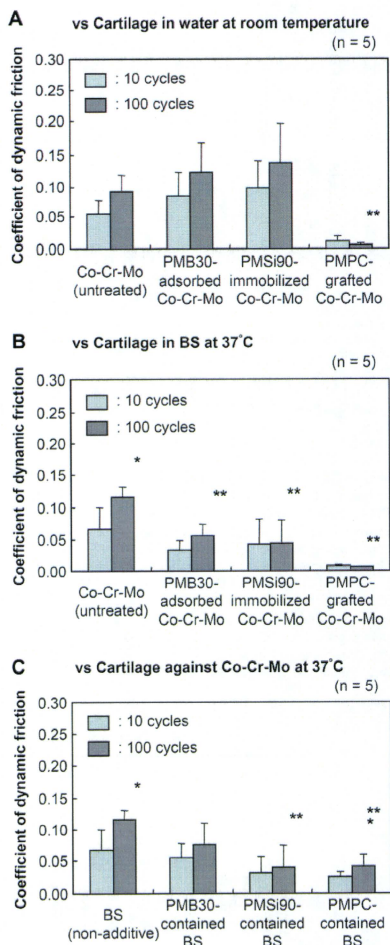 A vs Cartilage in water at room temperature
(n = 5)
Coefficient of dynamic friction
0.30
0.25
0.20
0.15
0.10
0.05
0.00
: 10 cycles
: 100 cycles
**
Co-Cr-Mo
(untreated)
PMB30-
adsorbed
Co-Cr-Mo
PMSi90-
immobilized
Co-Cr-Mo
PMPC-
grafted
Co-Cr-Mo
B vs Cartilage in BS at 37˚C
(n = 5)
Coefficient of dynamic friction
0.30
0.25
0.20
0.15
0.10
0.05
0.00
: 10 cycles
: 100 cycles
*
**
**
**
Co-Cr-Mo
(untreated)
PMB30-
adsorbed
Co-Cr-Mo
PMSi90-
immobilized
Co-Cr-Mo
PMPC-
grafted
Co-Cr-Mo
C vs Cartilage against Co-Cr-Mo at 37˚C
(n = 5)
Coefficient of dynamic friction
0.30
0.25
0.20
0.15
0.10
0.05
0.00
: 10 cycles
: 100 cycles
*
**
**
*
BS
(non-additive)
PMB30-
contained
BS
PMSi90-
contained
BS
PMPC-
contained
BS